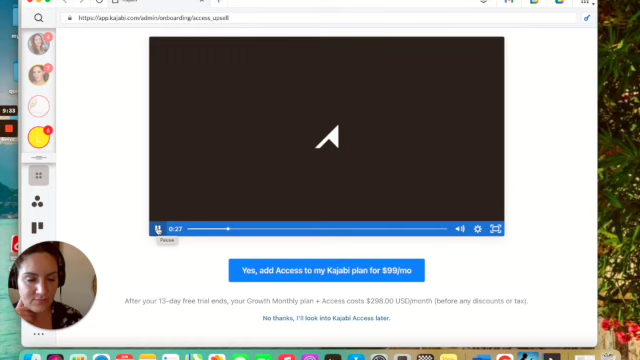 https://app.kajabi.com/admin/onboarding/access_upsell
9:33
0:27
Pause
Yes, add Access to my Kajabi plan for $99/mo
After your 13-day free trial ends, your Growth Monthly plan + Access costs $298.00 USD/month (before any discounts or tax).
No thanks, I'll look into Kajabi Access later.